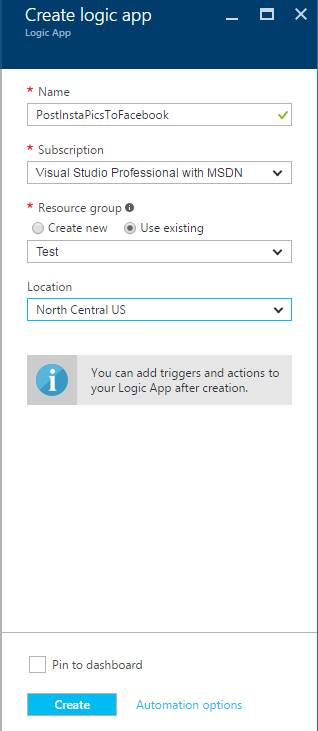 Create logic app
Logic App
* Name
PostInstaPicsToFacebook
* Subscription
Visual Studio Professional with MSDN
* Resource group
Create new
Use existing
Test
Location
North Central US
You can add triggers and actions to
your Logic App after creation.
Pin to dashboard
Create
Automation options